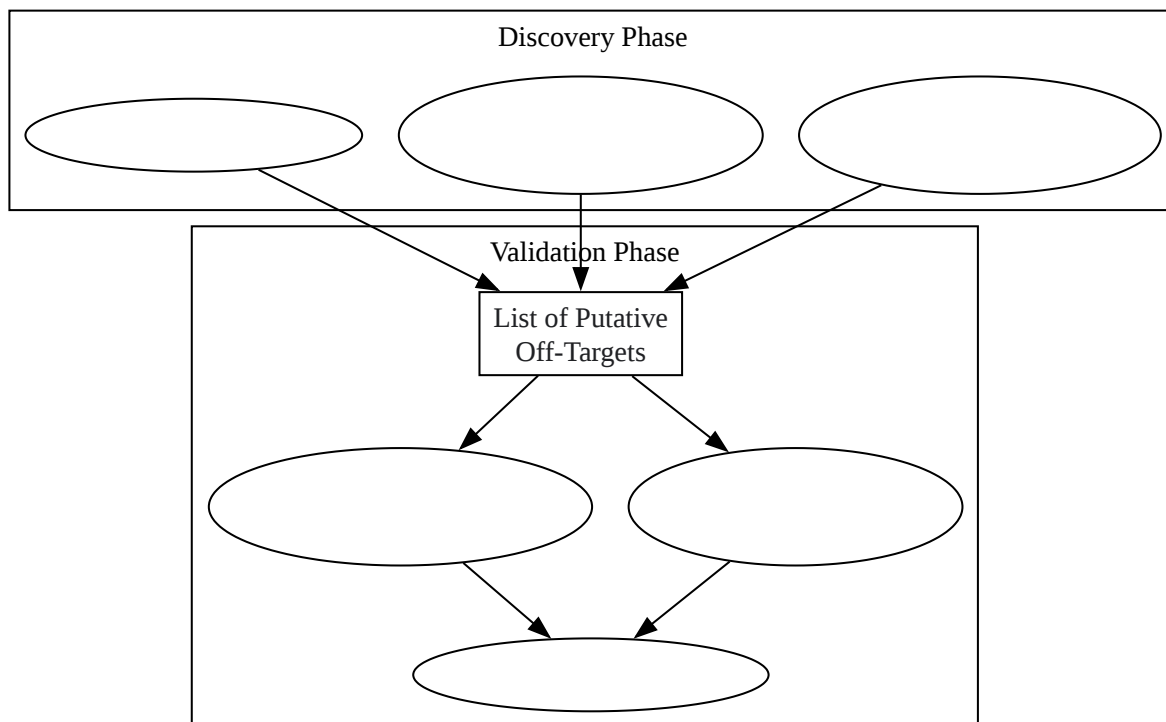 Discovery Phase
Validation Phase
List of Putative
Off-Targets